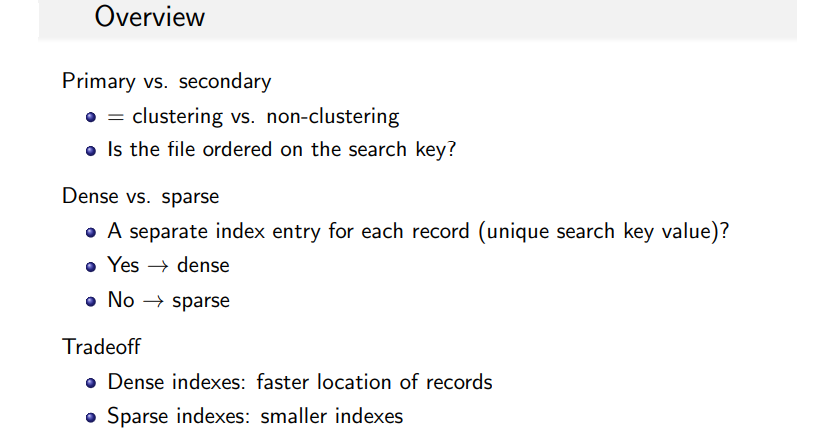 Overview
Primary vs. secondary
= clustering vs. non-clustering
Is the file ordered on the search key?
Dense vs. sparse
A separate index entry for each record (unique search key value)?
Yes → dense
No → sparse
Tradeoff
Dense indexes: faster location of records
Sparse indexes: smaller indexes